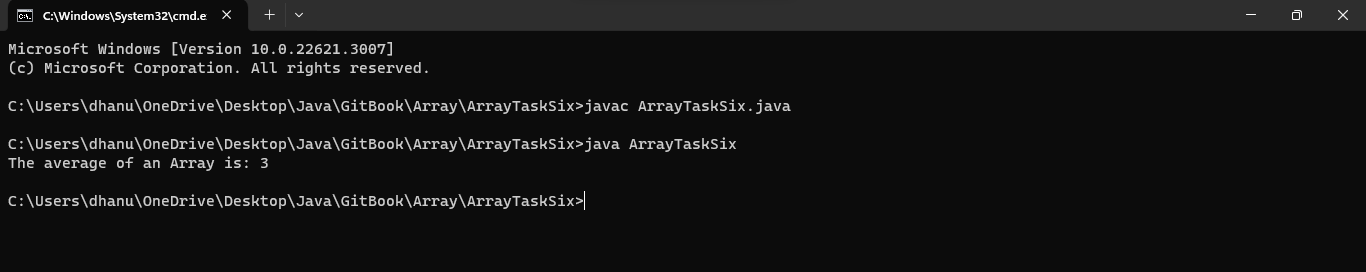 C:\Windows\System32\cmd.e
Microsoft Windows [Version 10.0.22621.3007]
(c) Microsoft Corporation. All rights reserved.
C:\Users\dhanu\OneDrive\Desktop\Java\GitBook\Array\ArrayTaskSix>javac ArrayTaskSix.java
C:\Users\dhanu\OneDrive\Desktop\Java\GitBook\Array\ArrayTaskSix>java ArrayTaskSix
The average of an Array is: 3
C:\Users\dhanu\OneDrive\Desktop\Java\GitBook\Array\ArrayTaskSix>